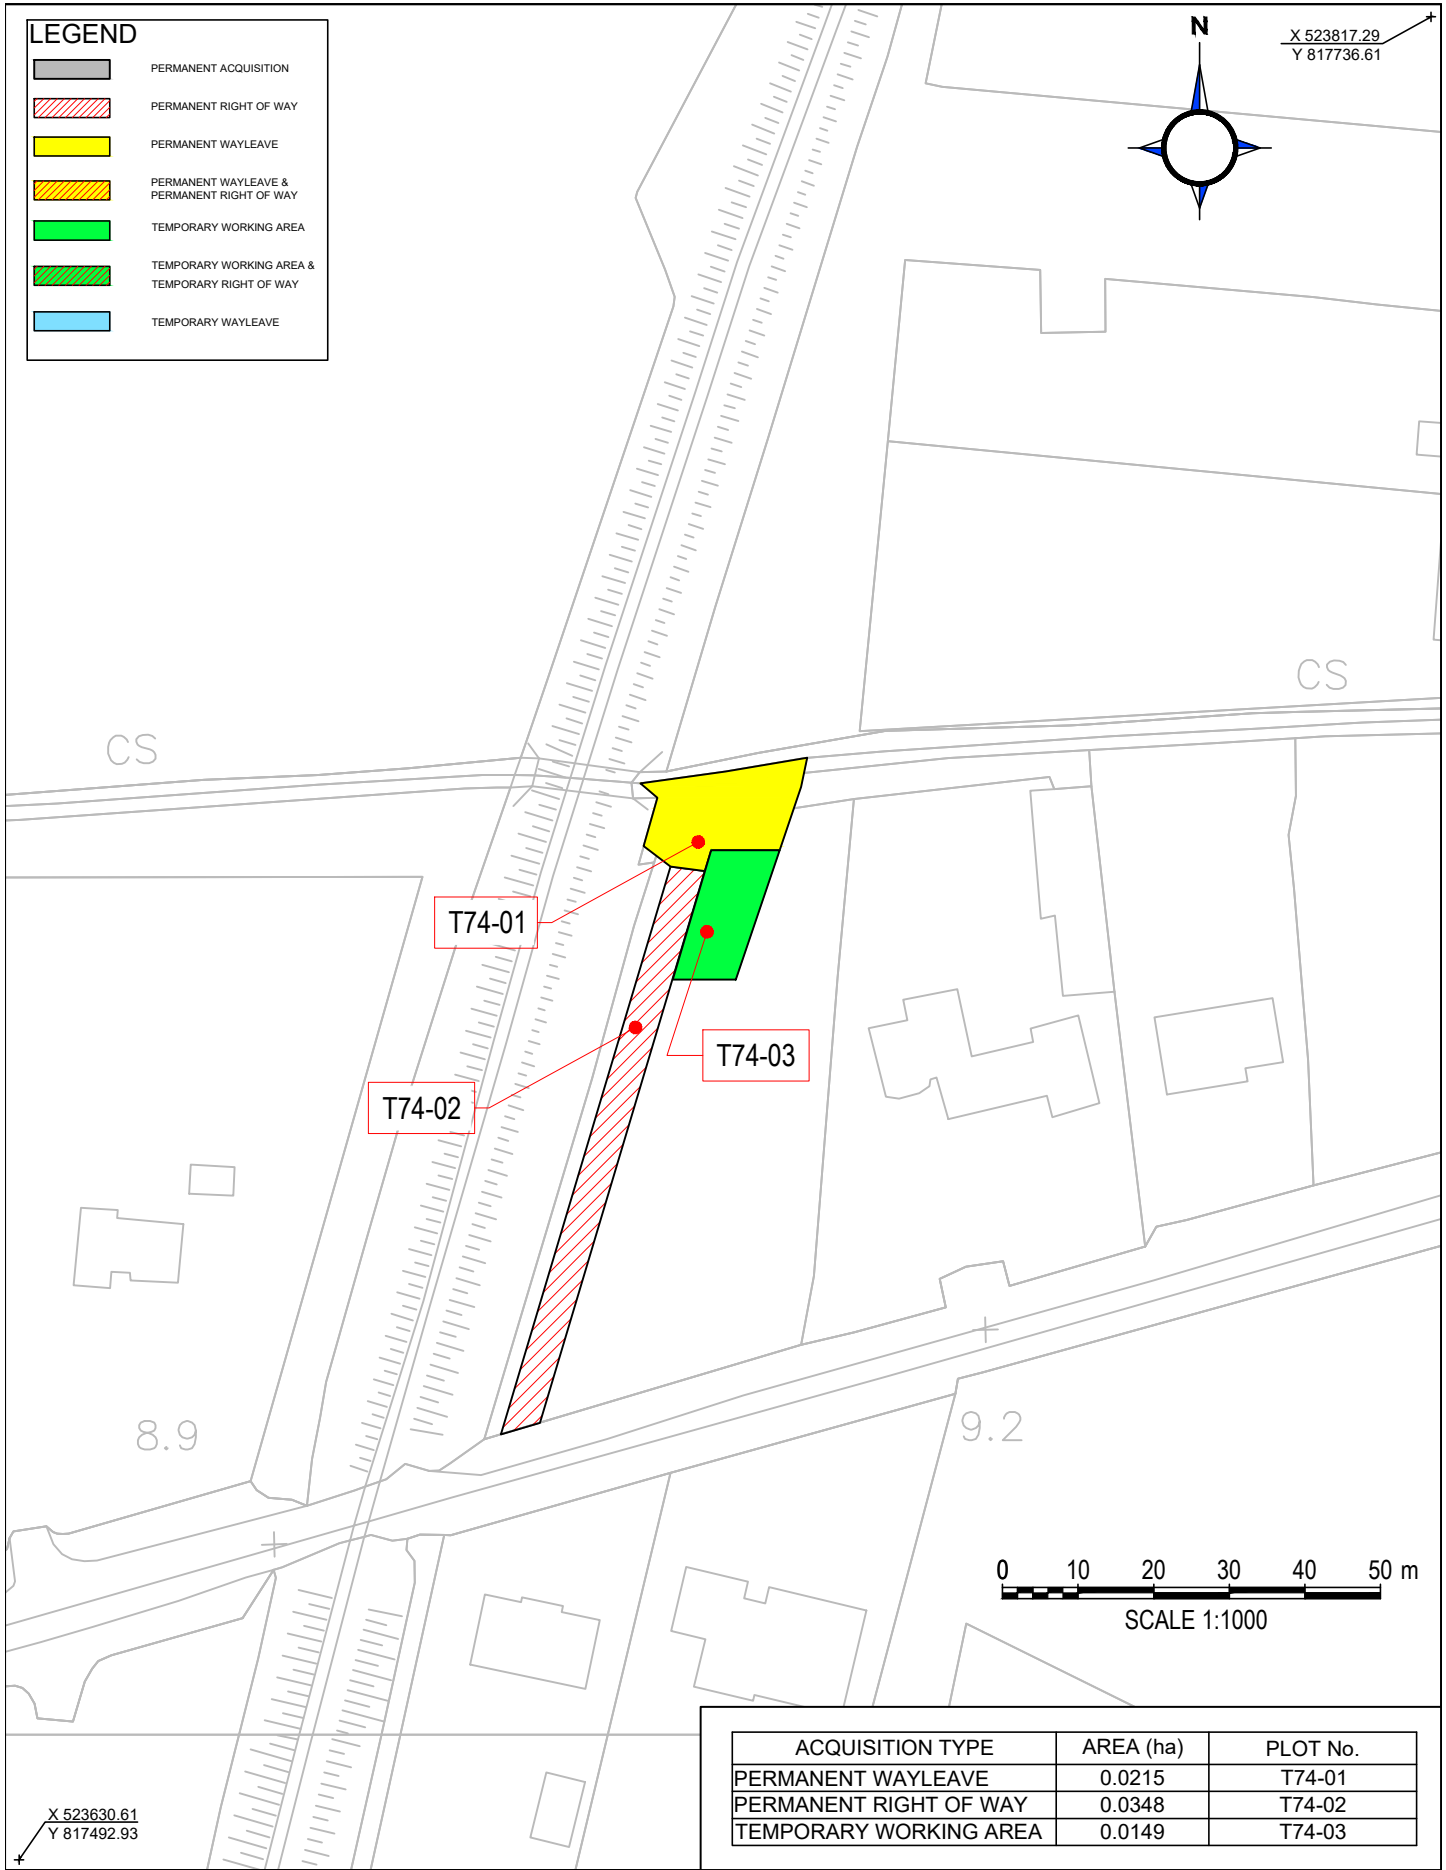 LEGEND
PERMANENT ACQUISITION
PERMANENT RIGHT OF WAY
PERMANENT WAYLEAVE
PERMANENT WAYLEAVE &
PERMANENT RIGHT OF WAY
TEMPORARY WORKING AREA
TEMPORARY WORKING AREA &
TEMPORARY RIGHT OF WAY
TEMPORARY WAYLEAVE
N
X 523817.29
Y 817736.61
CS
CS
T74-01
T74-03
T74-02
8.9
9.2
0 10 20 30 40 50 m
SCALE 1:1000
ACQUISITION TYPE AREA (ha) PLOT No.
PERMANENT WAYLEAVE 0.0215 T74-01
PERMANENT RIGHT OF WAY 0.0348 T74-02
TEMPORARY WORKING AREA 0.0149 T74-03
X 523630.61
Y 817492.93